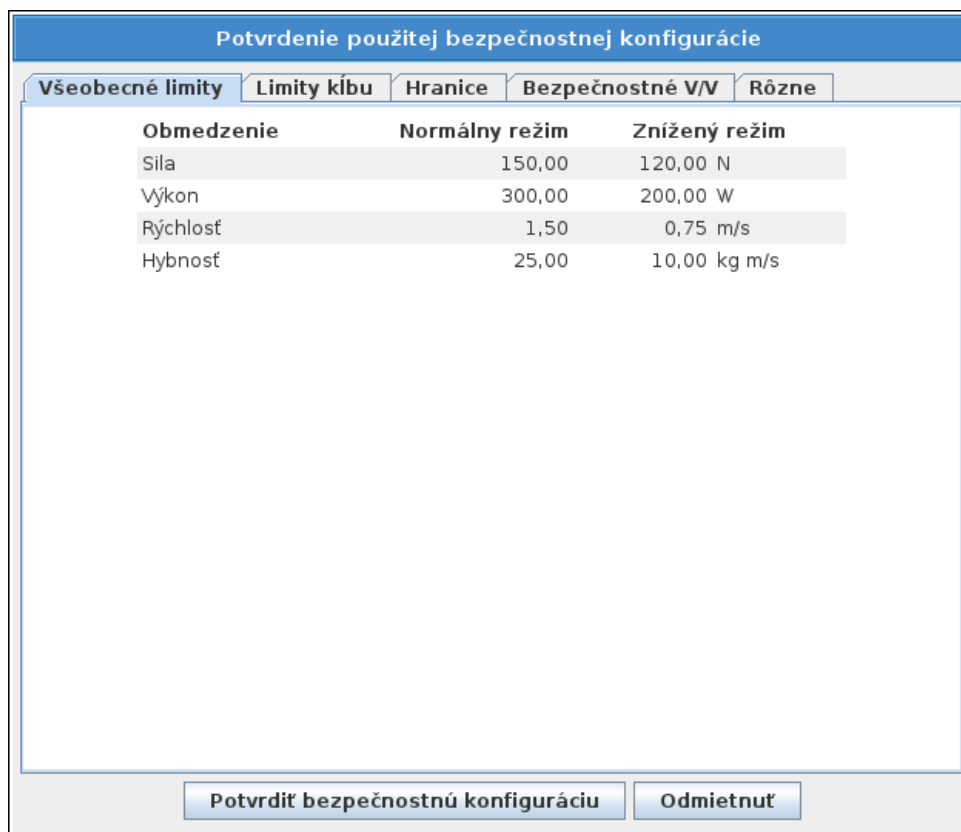 Potvrdenie použitej bezpečnostnej konfigurácie
Všeobecné limity Limity kĺbu Hranice Bezpečnostné V/V Rôzne
Obmedzenie Normálny režim Znížený režim
Sila 150,00 120,00 N
Výkon 300,00 200,00 W
Rýchlosť 1,50 0,75 m/s
Hybnosť 25,00 10,00 kg m/s
Potvrdiť bezpečnostnú konfiguráciu Odmietnuť